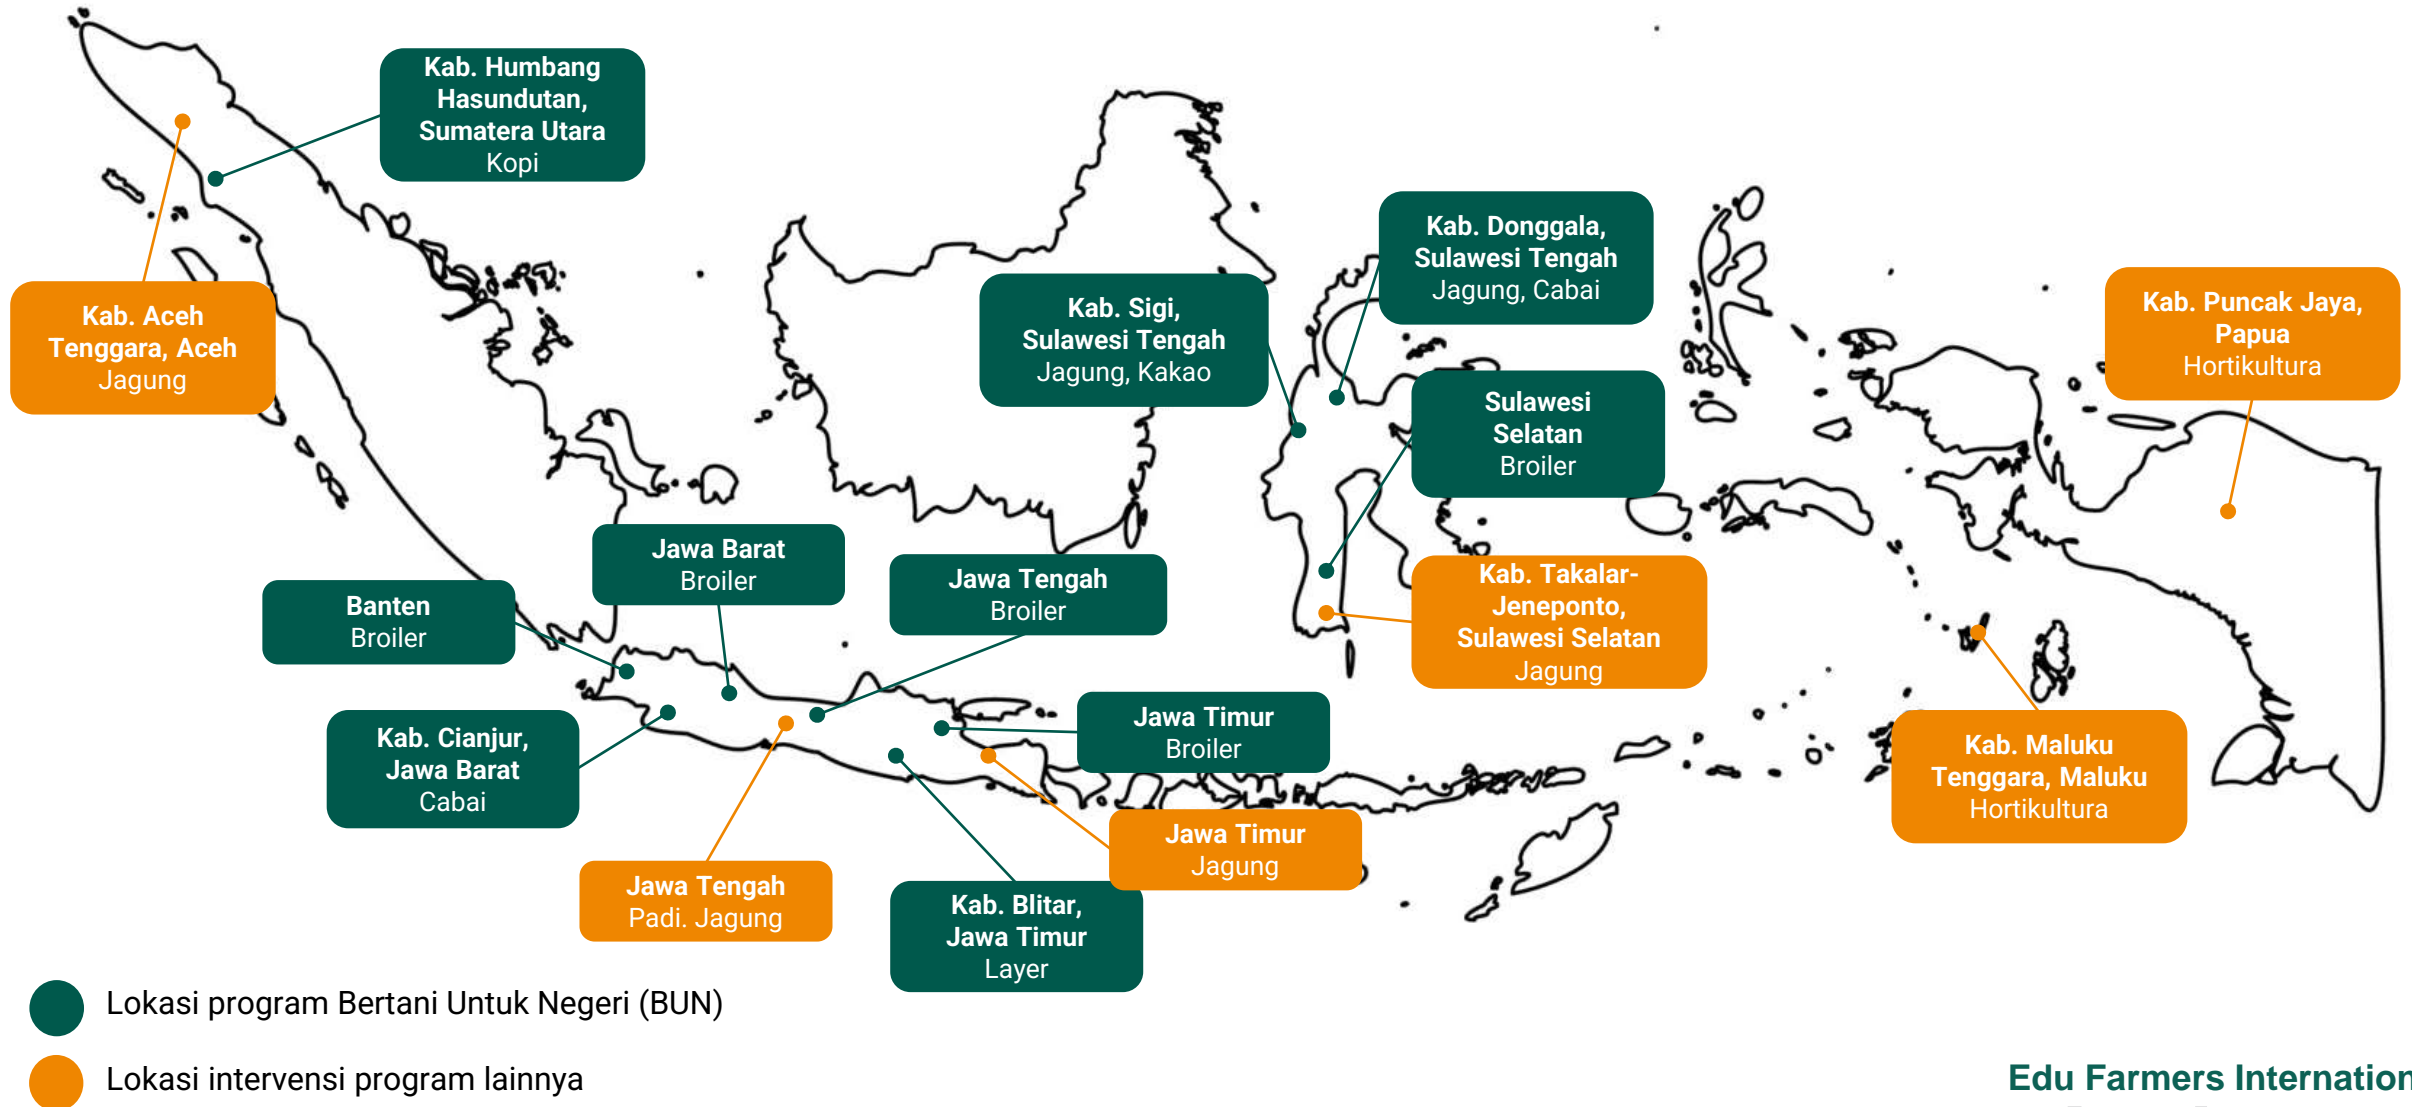 Kab. Humbang
Hasundutan,
Sumatera Utara
Kopi
Kab. Aceh
Tenggara, Aceh
Jagung
Kab. Donggala,
Sulawesi Tengah
Jagung, Cabai
Kab. Sigi,
Sulawesi Tengah
Jagung, Kakao
Kab. Puncak Jaya,
Papua
Hortikultura
Sulawesi
Selatan
Broiler
Jawa Barat
Broiler
Jawa Tengah
Broiler
Banten
Broiler
Kab. Takalar-
Jeneponto,
Sulawesi Selatan
Jagung
Kab. Cianjur,
Jawa Barat
Cabai
Jawa Timur
Broiler
Kab. Maluku
Tenggara, Maluku
Hortikultura
Jawa Timur
Jagung
Jawa Tengah
Padi. Jagung
Kab. Blitar,
Jawa Timur
Layer
Lokasi program Bertani Untuk Negeri (BUN)
Lokasi intervensi program lainnya
Edu Farmers Internation